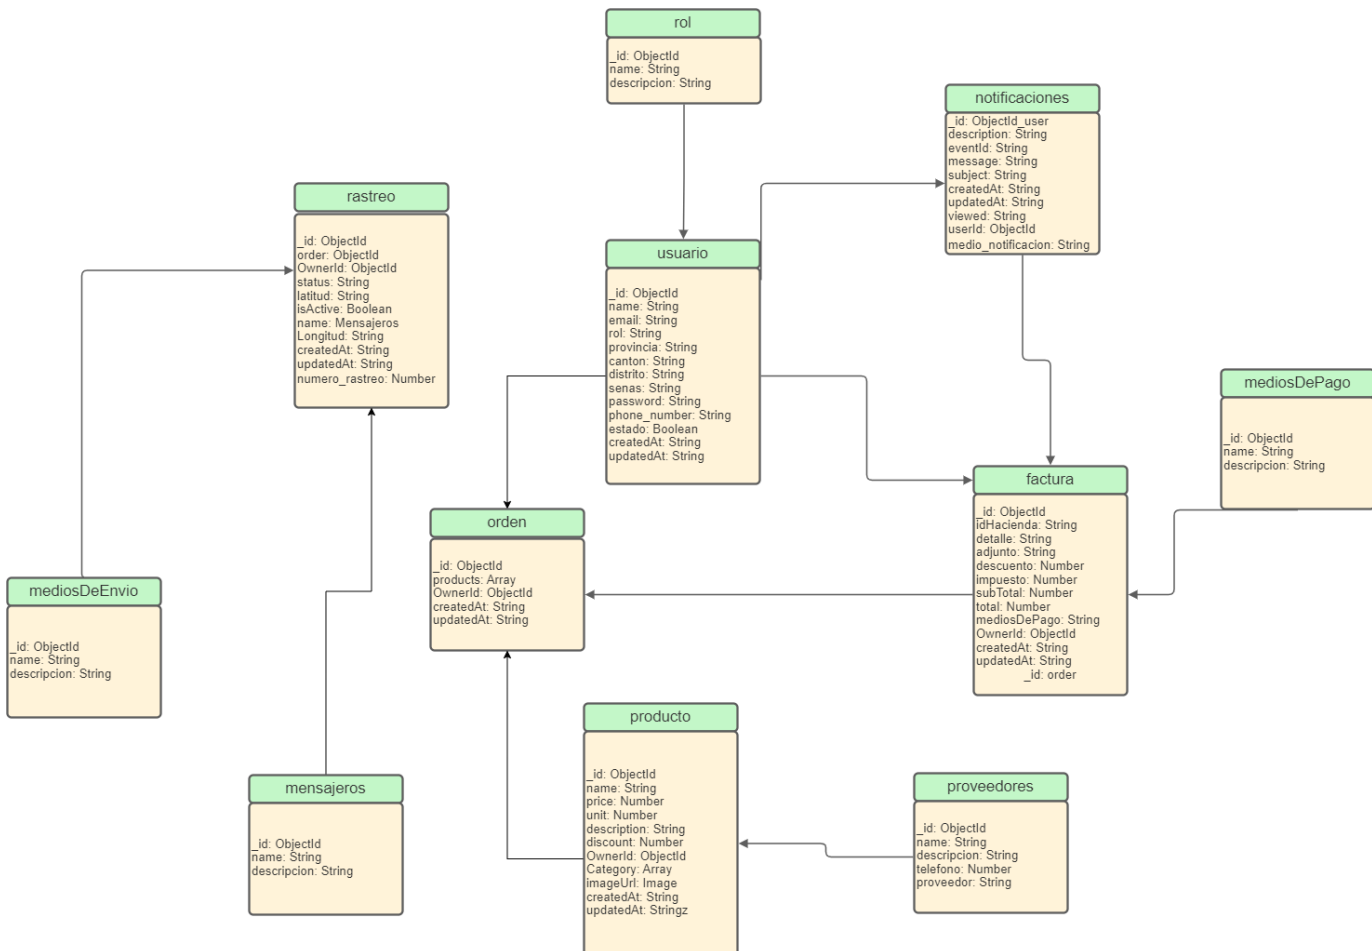 rol
_id: ObjectId
name: String
descripcion: String
notificaciones
_id: ObjectId_user
description: String
eventId: String
message: String
subject: String
createdAt: String
updatedAt: String
viewed: String
userId: ObjectId
medio_notificacion: String
rastreo
_id: ObjectId
order: ObjectId
OwnerId: ObjectId
status: String
latitud: String
isActive: Boolean
name: Mensajeros
Longitud: String
createdAt: String
updatedAt: String
numero_rastreo: Number
usuario
_id: ObjectId
name: String
email: String
rol: String
provincia: String
canton: String
distrito: String
senas: String
password: String
phone_number: String
estado: Boolean
createdAt: String
updatedAt: String
mediosDePago
_id: ObjectId
name: String
descripcion: String
factura
_id: ObjectId
idHacienda: String
detalle: String
adjunto: String
descuento: Number
impuesto: Number
subTotal: Number
total: Number
mediosDePago: String
OwnerId: ObjectId
createdAt: String
updatedAt: String
_id: order
orden
_id: ObjectId
products: Array
OwnerId: ObjectId
createdAt: String
updatedAt: String
mediosDeEnvio
_id: ObjectId
name: String
descripcion: String
producto
_id: ObjectId
name: String
price: Number
unit: Number
description: String
discount: Number
OwnerId: ObjectId
Category: Array
imageUrl: Image
createdAt: String
updatedAt: Stringz
mensajeros
_id: ObjectId
name: String
descripcion: String
proveedores
_id: ObjectId
name: String
descripcion: String
telefono: Number
proveedor: String